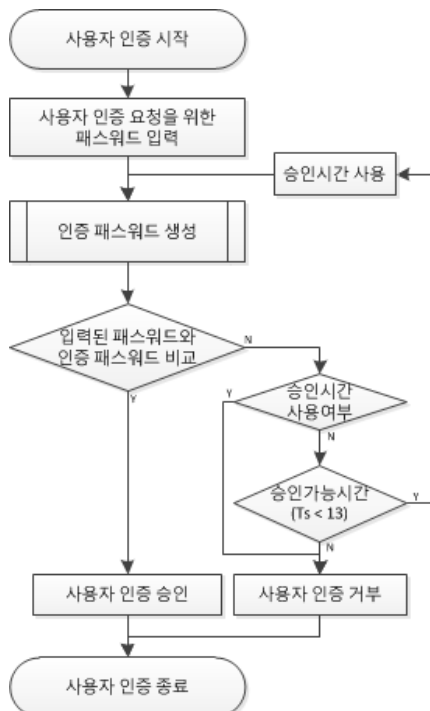 사용자 인증 시작
사용자 인증 요청을 위한
패스워드 입력
승인시간 사용
인증 패스워드 생성
입력된 패스워드와
인증 패스워드 비교
N
Y
승인시간
사용여부
Y
N
승인가능시간
(Ts < 13)
Y
N
사용자 인증 승인
사용자 인증 거부
사용자 인증 종료